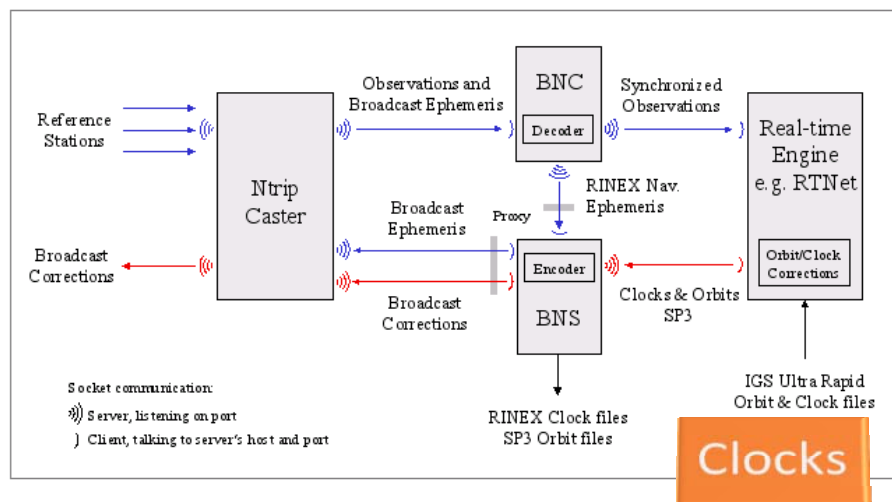 Reference
Stations
Ntrip
Caster
Broadcast
Corrections
Observations and
Broadcast Ephemeris
BNC
Decoder
Synchronized
Observations
Real-time
Engine
e.g. RTNet
Orbit/Clock
Corrections
RINEX Nav.
Ephemeris
Proxy
Broadcast
Ephemeris
Broadcast
Corrections
Encoder
BNS
Clocks & Orbits
SP3
RINEX Clock files
SP3 Orbit files
IGS Ultra Rapid
Orbit & Clock files
Socket communication:
Server, listening on port
Client, talking to server's host and port
Clocks